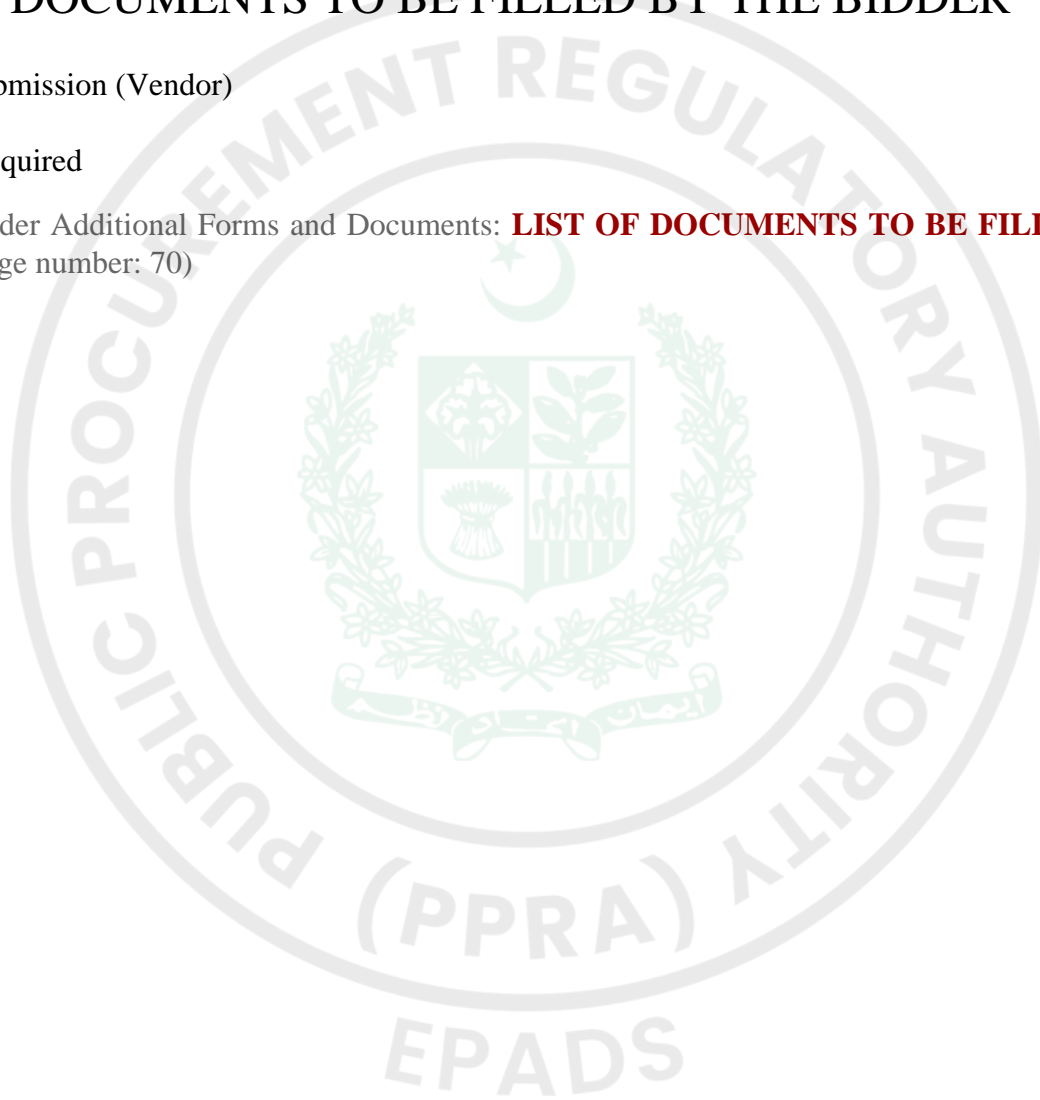 DOCUMENTS TO BE FILLED BY THE BIDDER
bmission (Vendor)
quired
der Additional Forms and Documents: LIST OF DOCUMENTS TO BE FILL
ge number: 70)
PUBLIC PROCUREMENT REGULATORY AUTHORITY
(PPRA)
EPADS